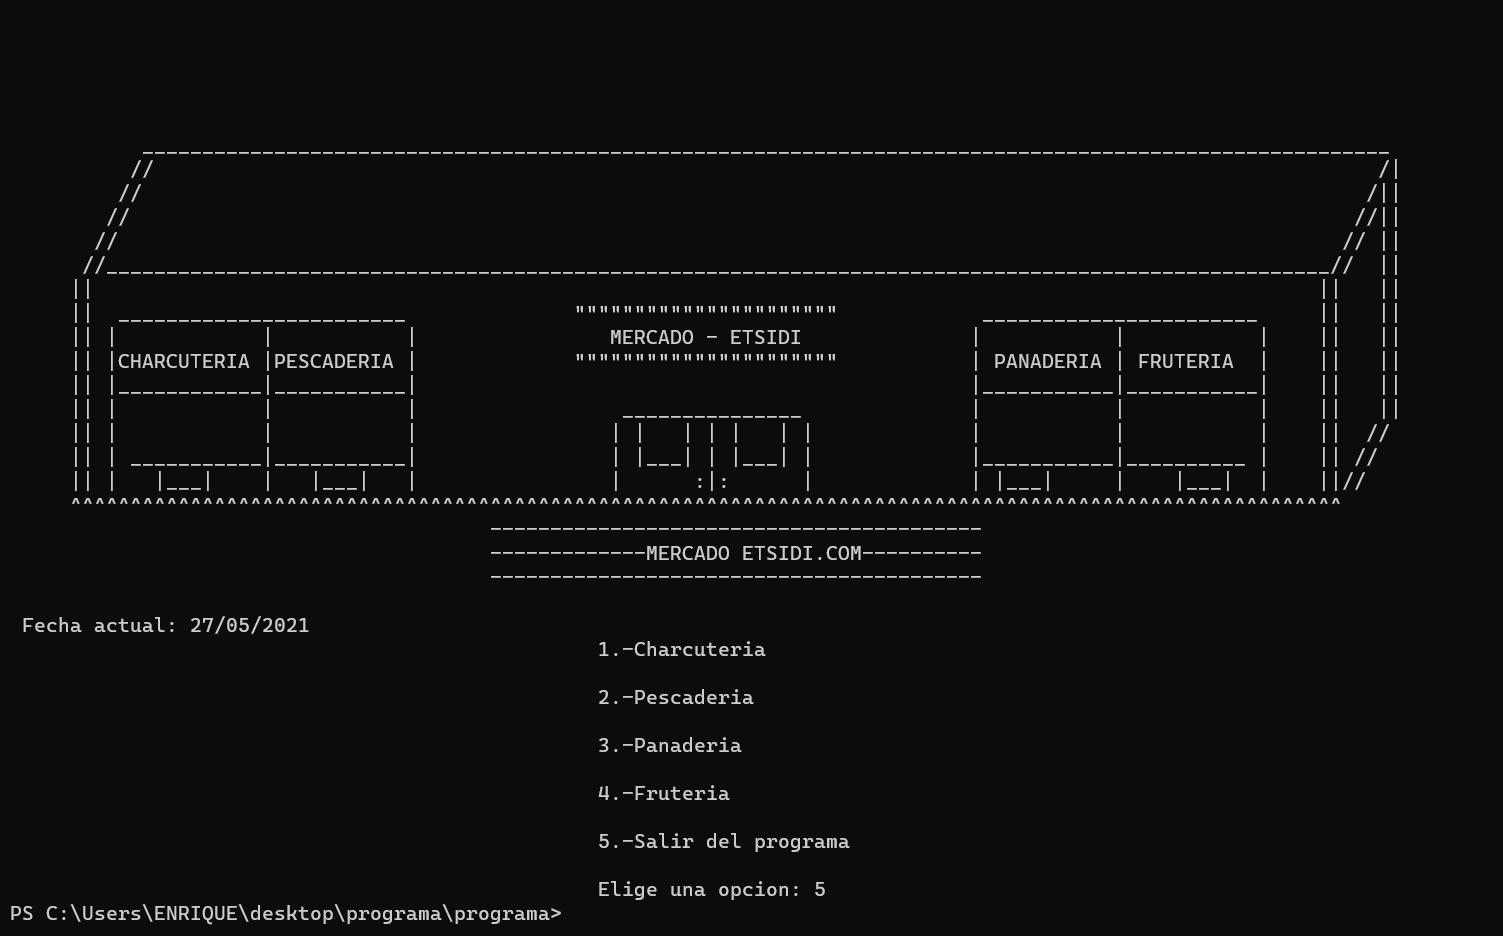 MERCADO - ETSIDI
CHARCUTERIA PESCADERIA PANADERIA FRUTERIA
-------------MERCADO ETSIDI.COM----------
Fecha actual: 27/05/2021
1.-Charcuteria
2.-Pescaderia
3.-Panaderia
4.-Fruteria
5.-Salir del programa
Elige una opcion: 5
PS C:\Users\ENRIQUE\desktop\programa\programa>